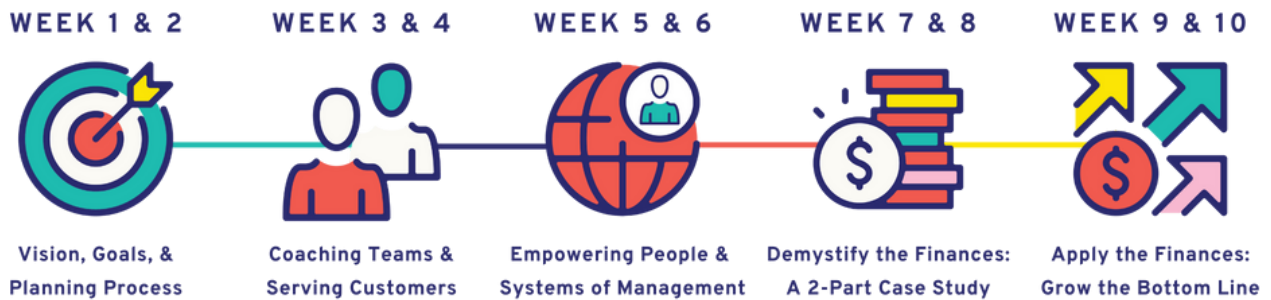 WEEK 1 & 2
WEEK 3 & 4
WEEK 5 & 6
WEEK 7 & 8
WEEK 9 & 10
$
$
Vision, Goals, &
Planning Process
Coaching Teams &
Serving Customers
Empowering People &
Systems of Management
Demystify the Finances:
A 2-Part Case Study
Apply the Finances:
Grow the Bottom Line